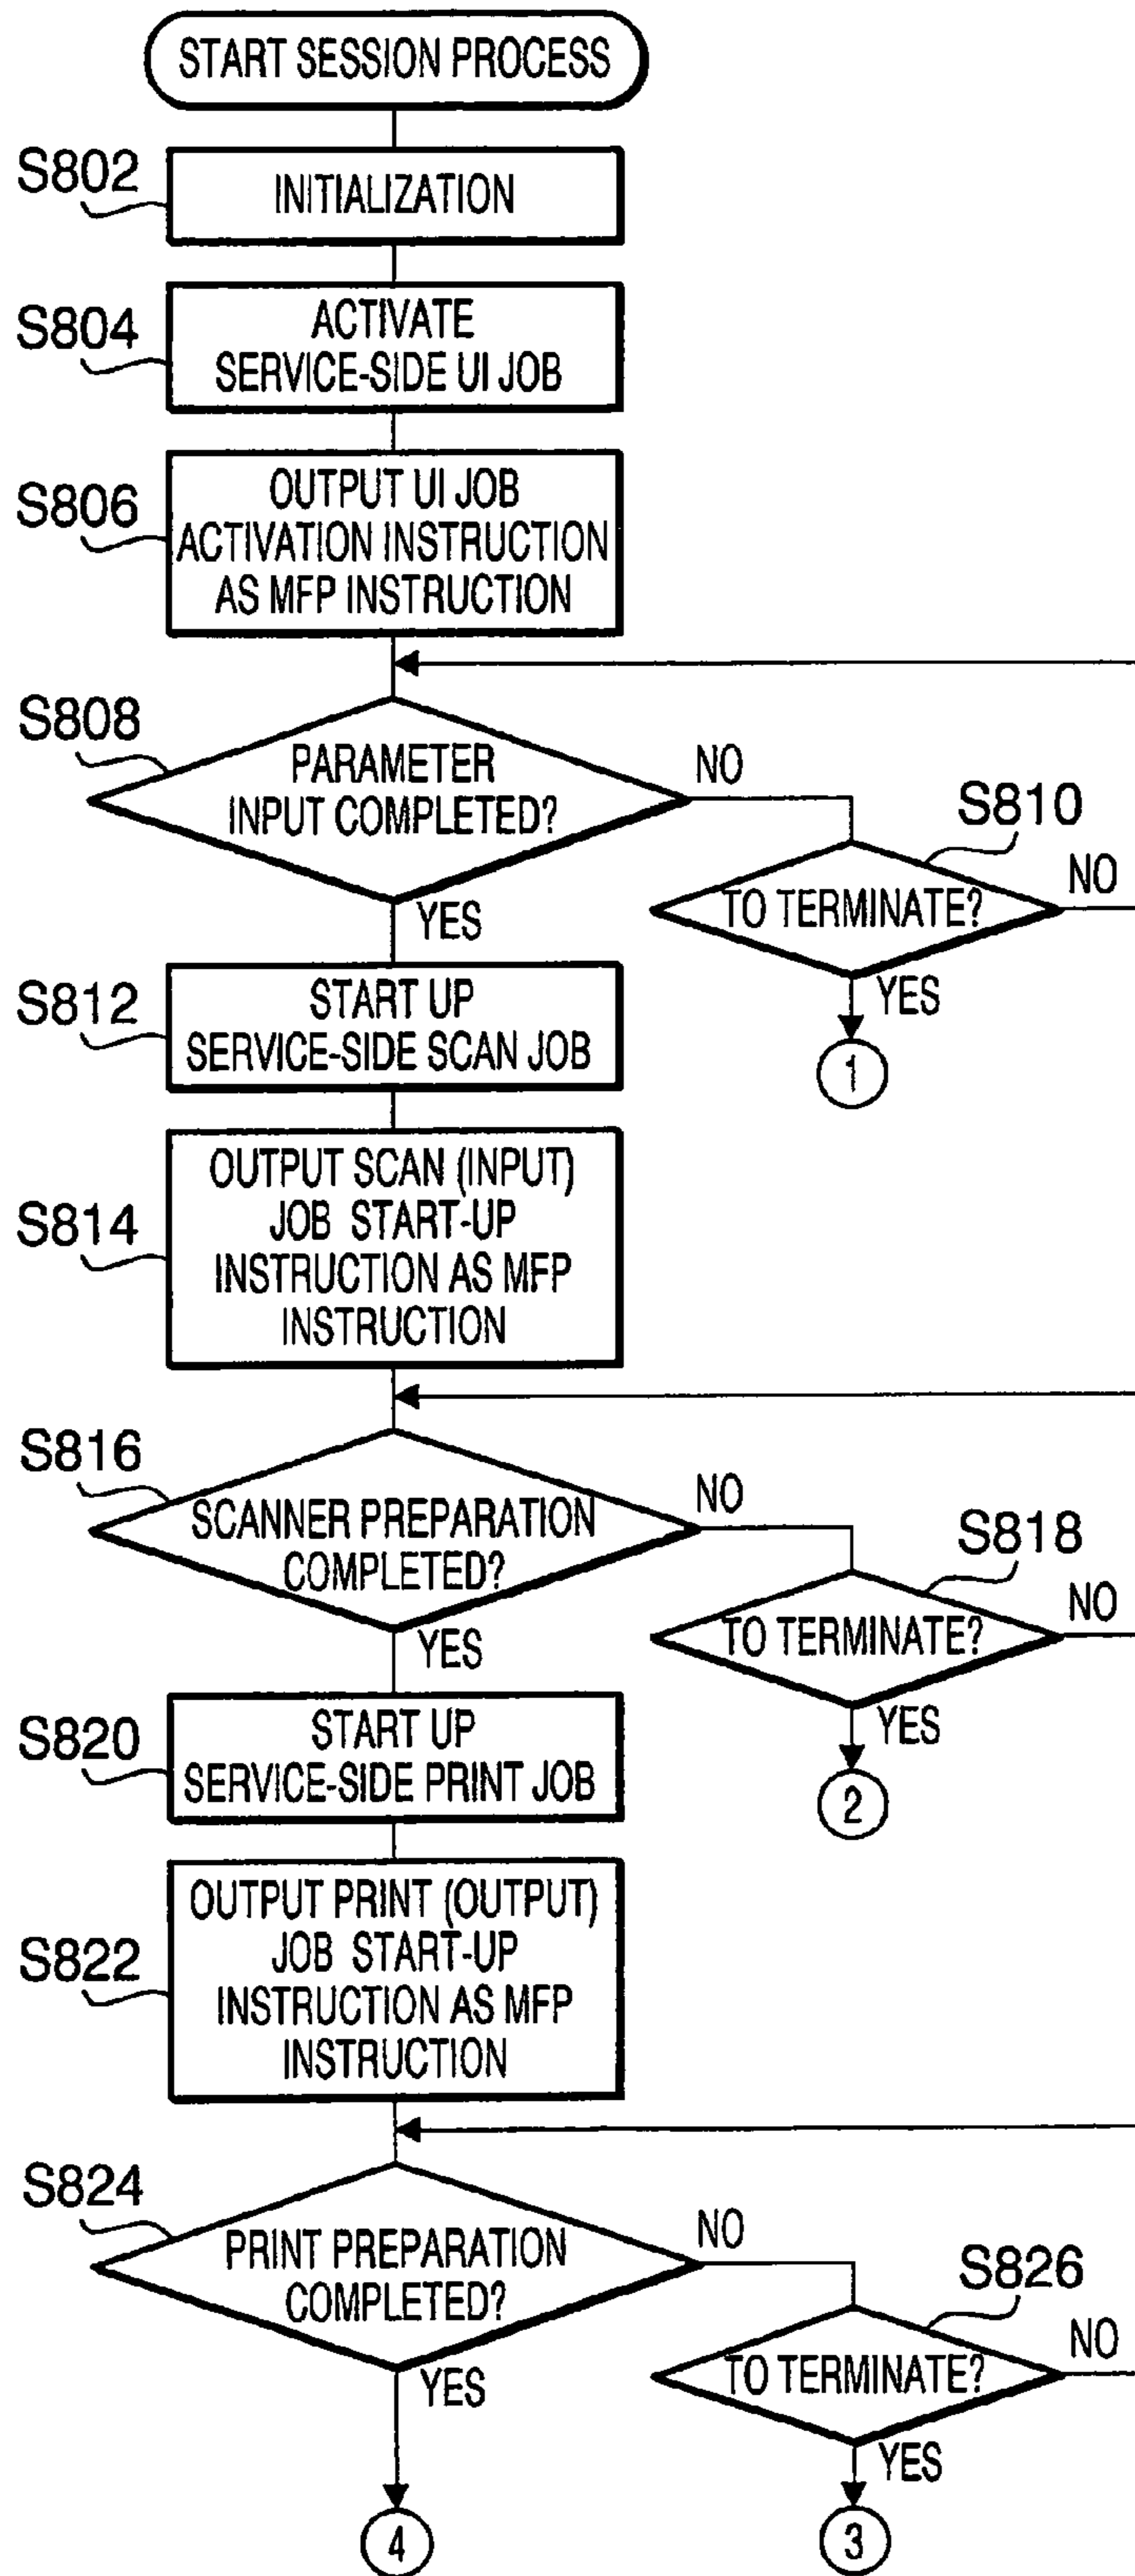 START SESSION PROCESS
S802
INITIALIZATION
S804
ACTIVATE
SERVICE-SIDE UI JOB
S806
OUTPUT UI JOB
ACTIVATION INSTRUCTION
AS MFP INSTRUCTION
S808
PARAMETER
INPUT COMPLETED?
NO
YES
S810
TO TERMINATE?
NO
YES
1
S812
START UP
SERVICE-SIDE SCAN JOB
S814
OUTPUT SCAN (INPUT)
JOB START-UP
INSTRUCTION AS MFP
INSTRUCTION
S816
SCANNER PREPARATION
COMPLETED?
NO
YES
S818
TO TERMINATE?
NO
YES
2
S820
START UP
SERVICE-SIDE PRINT JOB
S822
OUTPUT PRINT (OUTPUT)
JOB START-UP
INSTRUCTION AS MFP
INSTRUCTION
S824
PRINT PREPARATION
COMPLETED?
NO
YES
4
S826
TO TERMINATE?
NO
YES
3